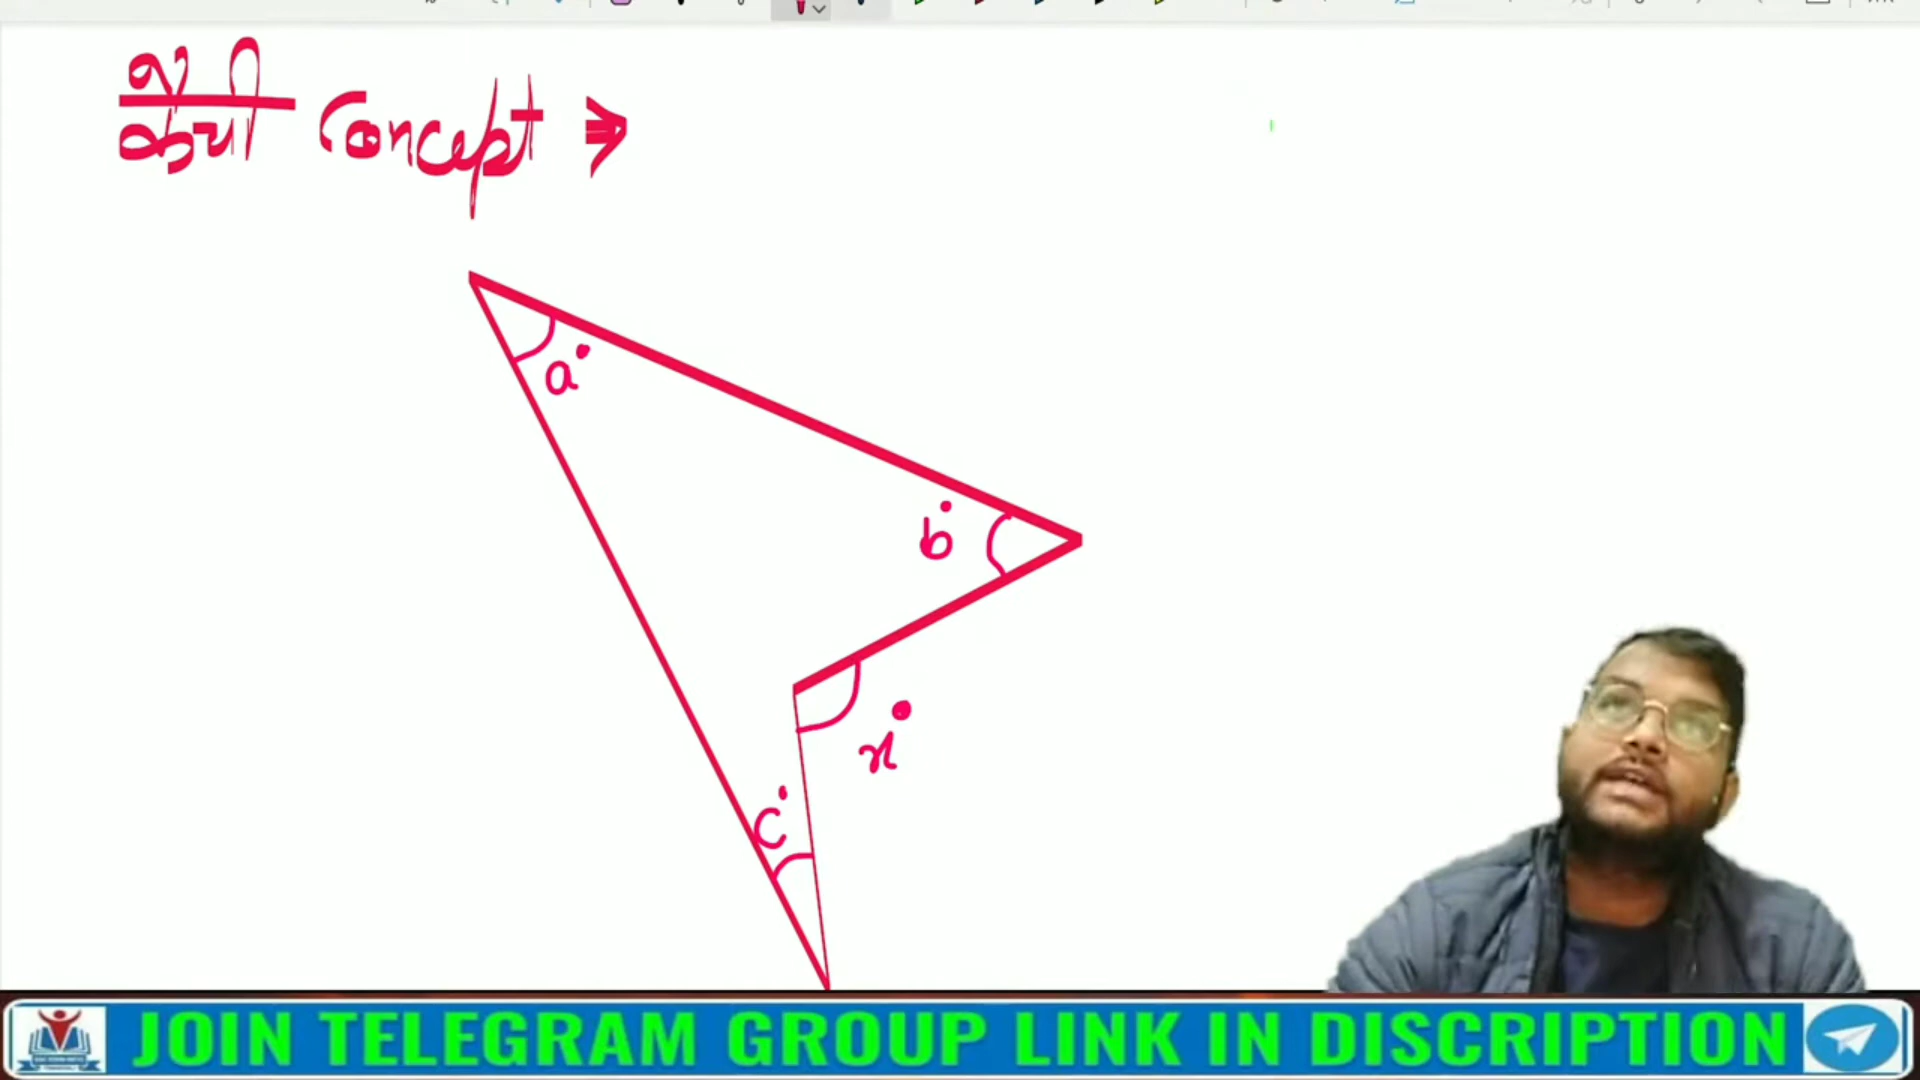 कैंची Concept ⇛
a°
b°
x°
c°
JOIN TELEGRAM GROUP LINK IN DISCRIPTION